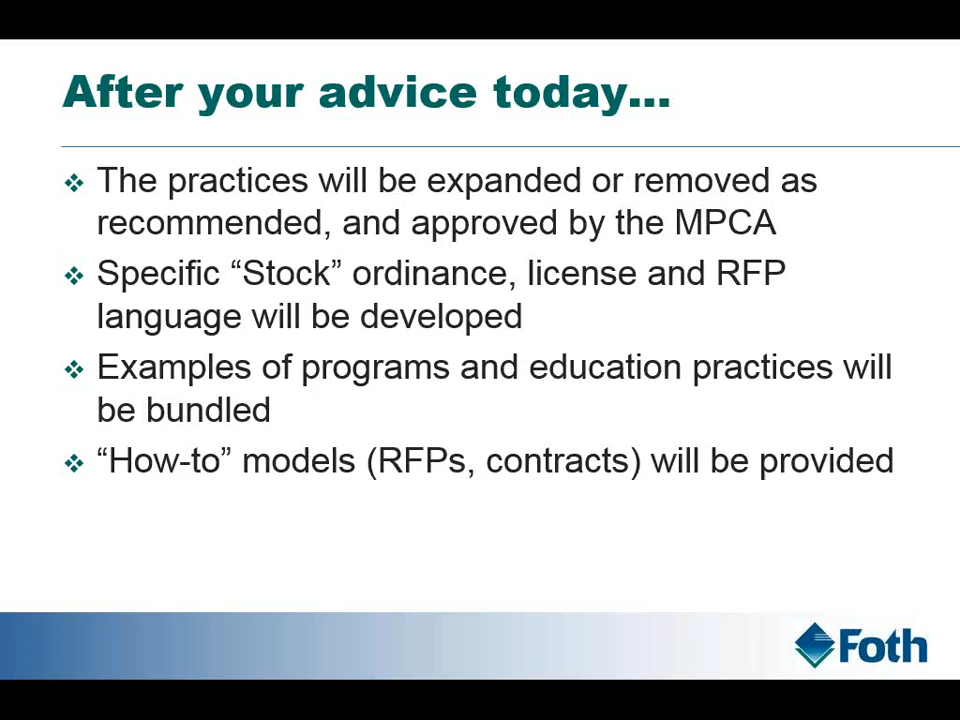 After your advice today...
❖ The practices will be expanded or removed as
recommended, and approved by the MPCA
❖ Specific “Stock” ordinance, license and RFP
language will be developed
❖ Examples of programs and education practices will
be bundled
❖ “How-to” models (RFPs, contracts) will be provided
Foth